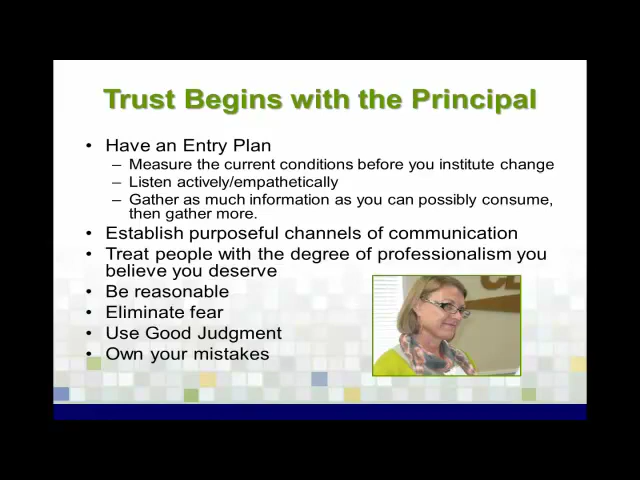 Trust Begins with the Principal
• Have an Entry Plan
– Measure the current conditions before you institute change
– Listen actively/empathetically
– Gather as much information as you can possibly consume,
then gather more.
• Establish purposeful channels of communication
• Treat people with the degree of professionalism you
believe you deserve
• Be reasonable
• Eliminate fear
• Use Good Judgment
• Own your mistakes